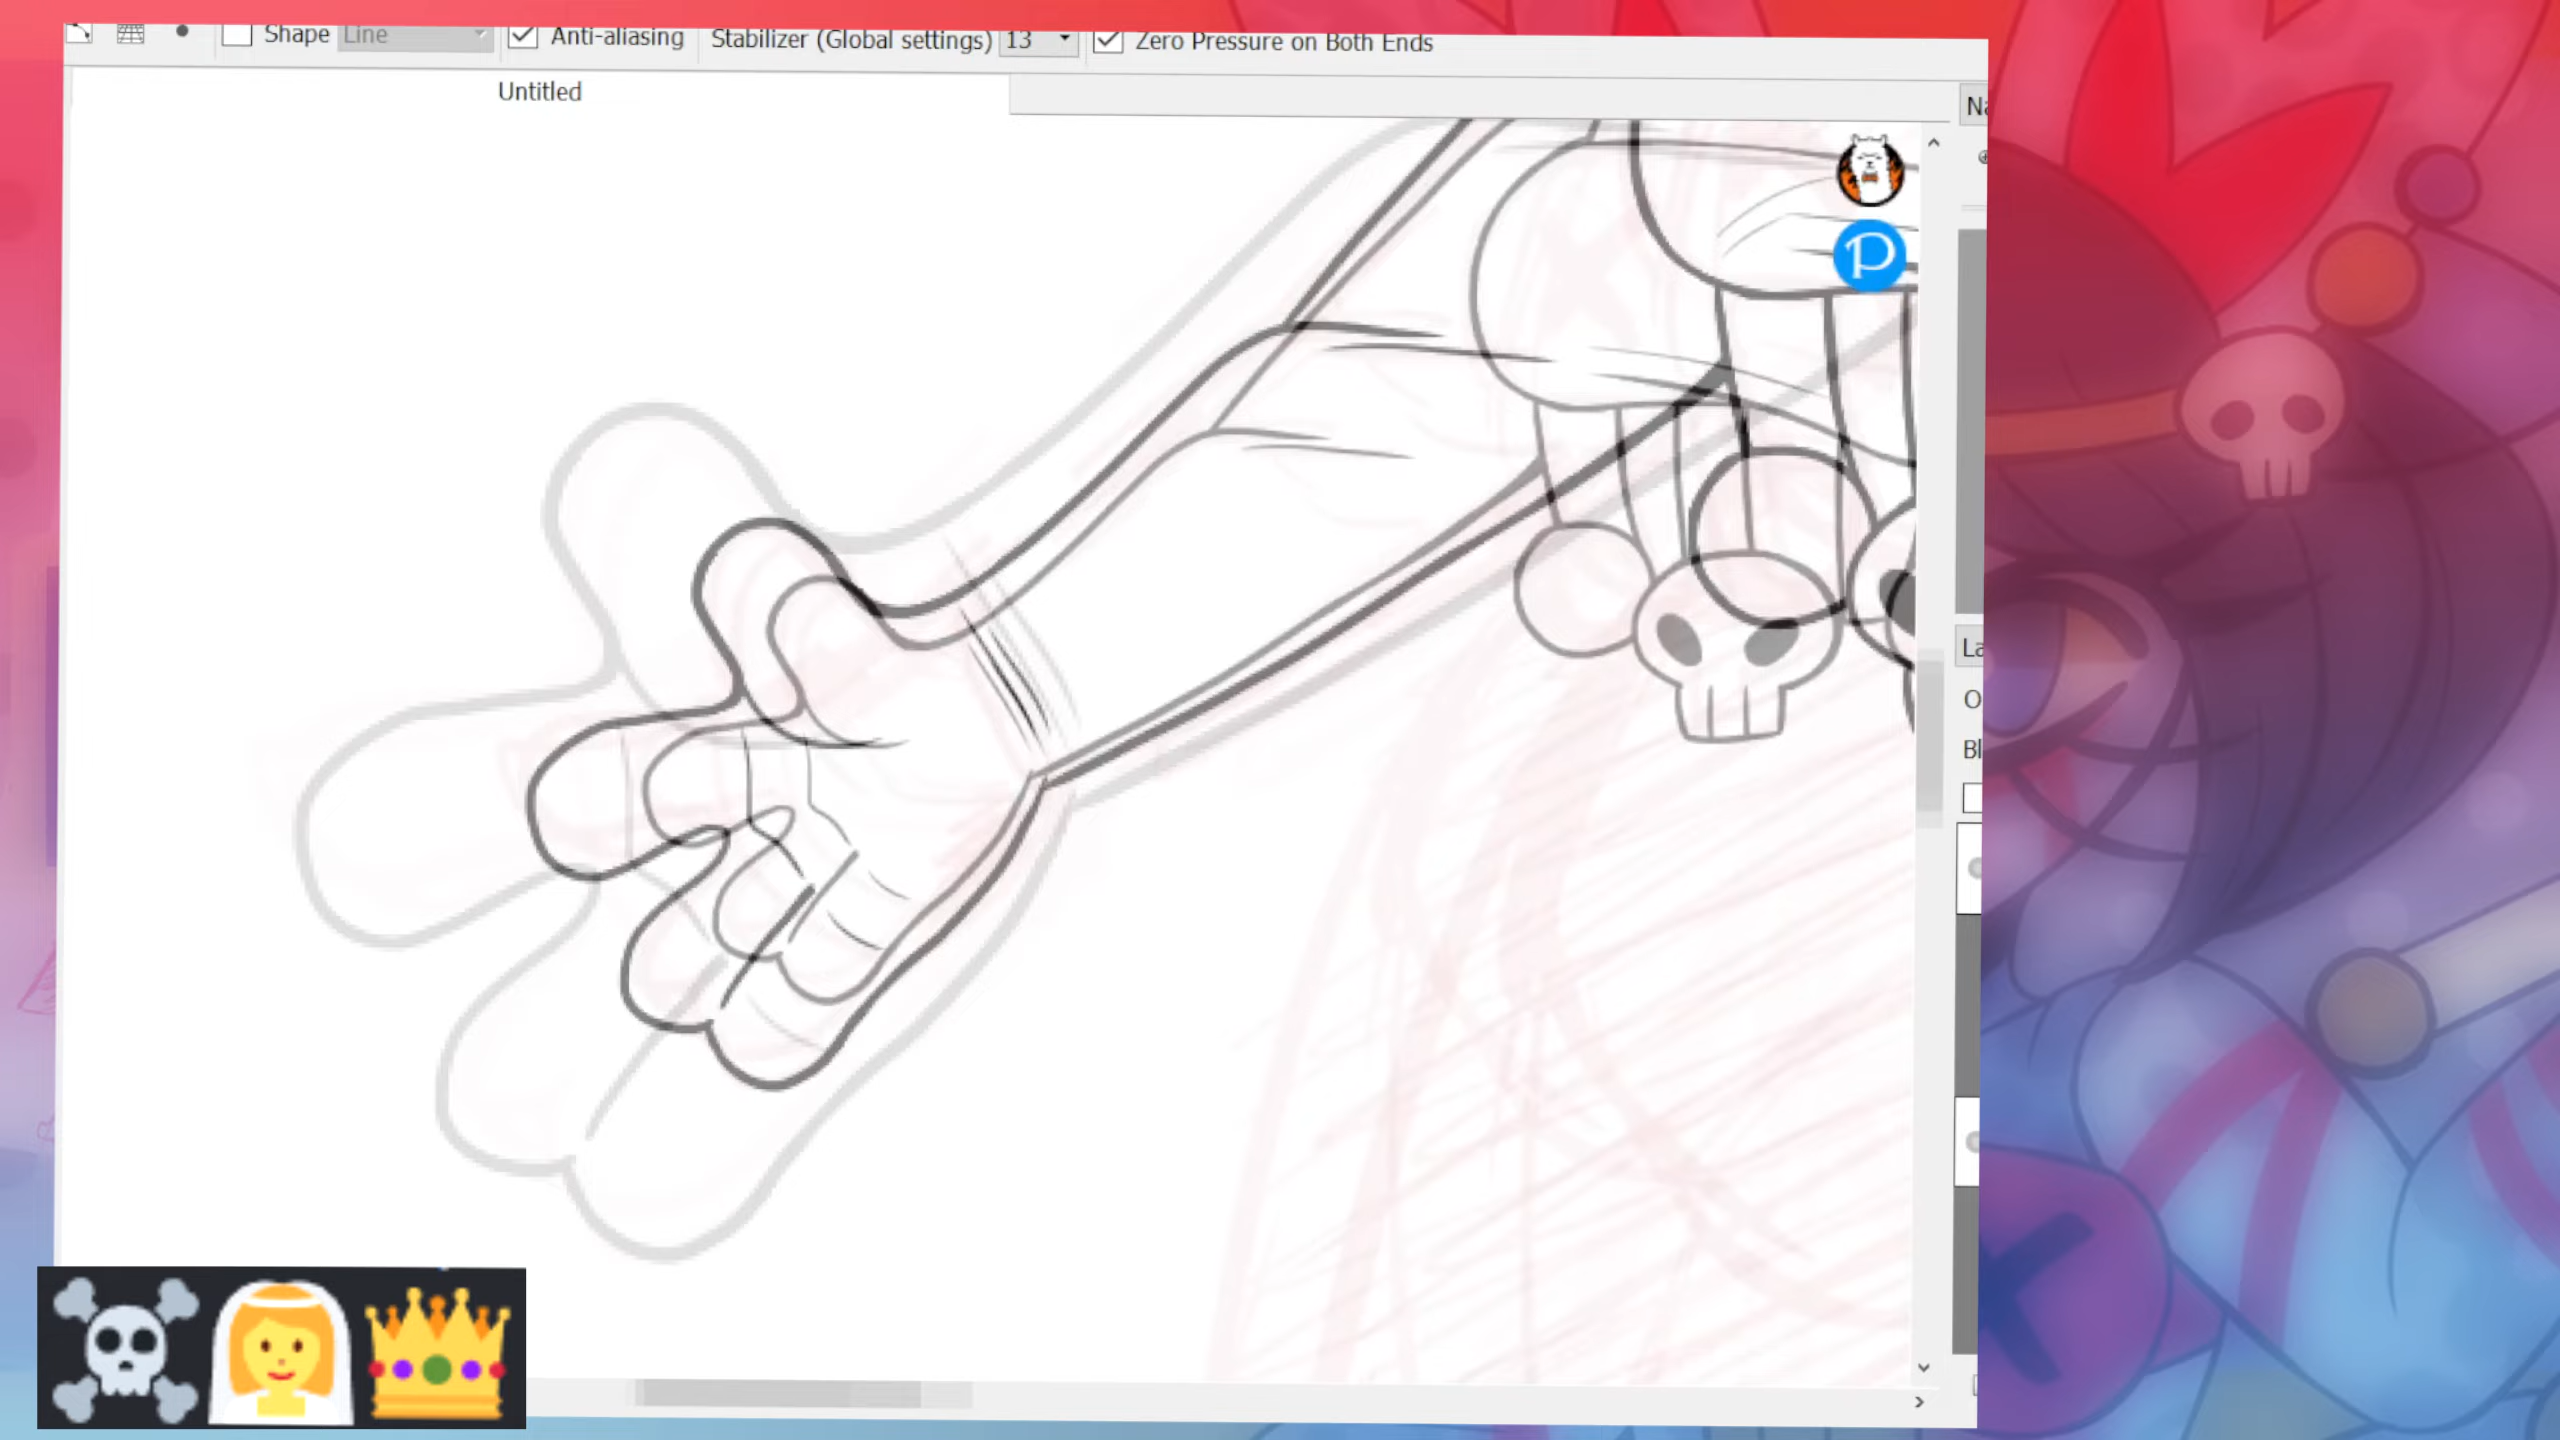 Shape Line Anti-aliasing Stabilizer (Global settings) 13 Zero Pressure on Both Ends
Untitled
P